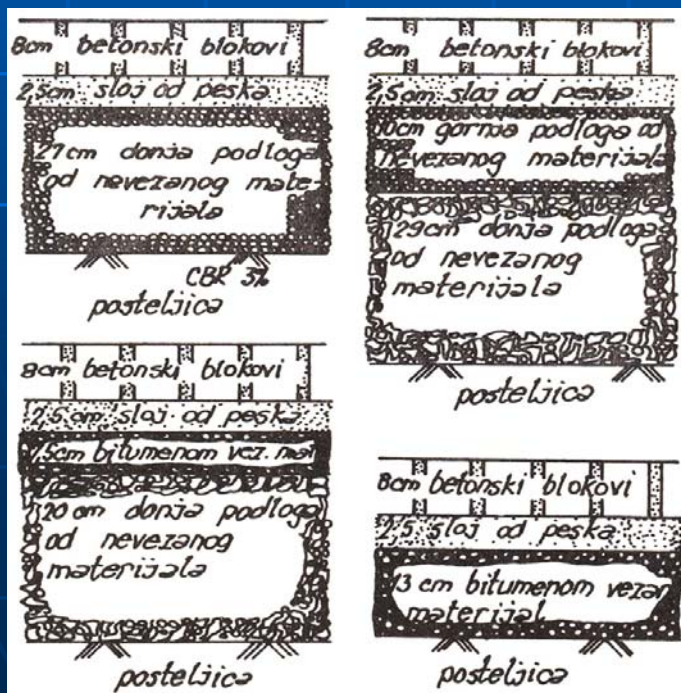 8cm betonski blokovi
2,5cm sloj od peska
27 cm donja podloga
od nevezanog mate-
rijala
CBR 3%
posteljica
8cm betonski blokovi
2,5cm sloj od peska
10cm gornja podloga od
nevezanog materijala
29cm donja podloga
od nevezanog
materijala
posteljica
8cm betonski blokovi
2,5cm sloj od peska
7,5cm bitumenom vez. mat
20 cm donja podloga
od nevezanog
materijala
posteljica
8cm betonski blokovi
2,5 sloj od peska
13 cm bitumenom vezan
materijal
posteljica